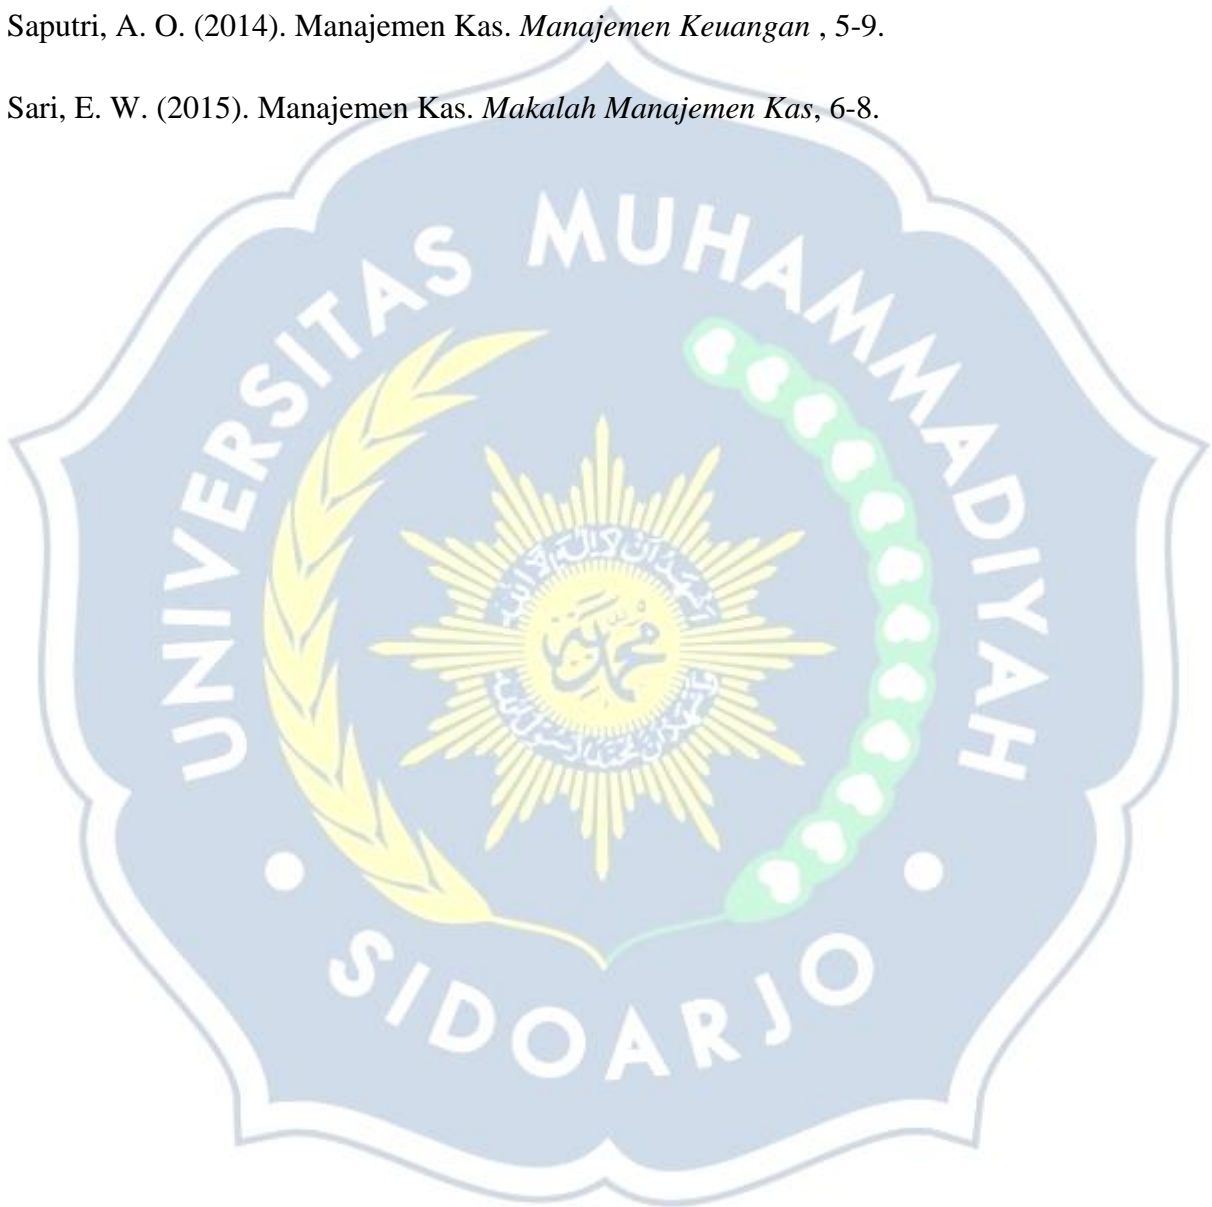 Saputri, A. O. (2014). Manajemen Kas. Manajemen Keuangan , 5-9.
Sari, E. W. (2015). Manajemen Kas. Makalah Manajemen Kas, 6-8.
UNIVERSITAS MUHAMMADIYAH
SIDOARJO
محمد